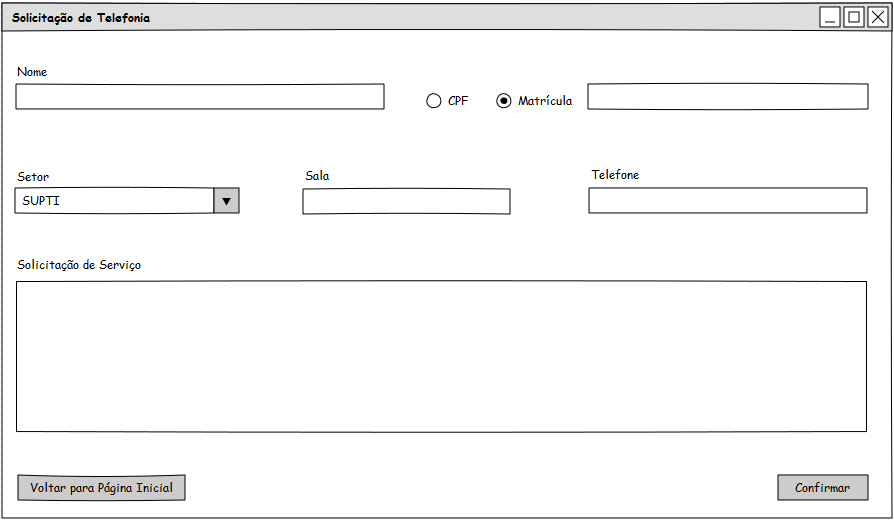 Solicitação de Telefonia
Nome
CPF Matrícula
Setor Sala Telefone
SUPTI
Solicitação de Serviço
Voltar para Página Inicial Confirmar